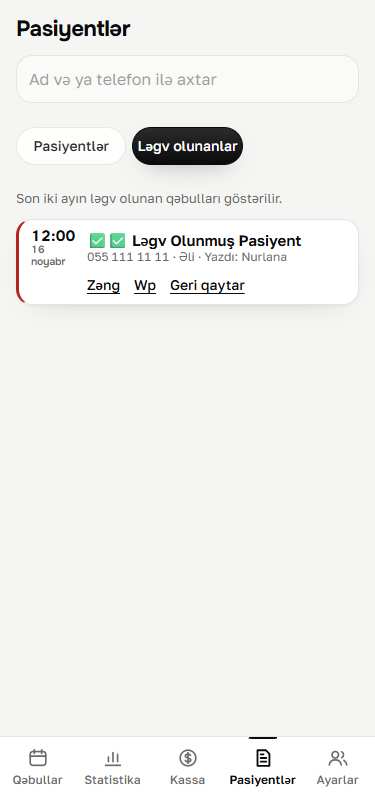 Pasiyentlər
Ad və ya telefon ilə axtar
Pasiyentlər
Ləgv olunanlar
Son iki ayın ləgv olunan qəbulları göstərilir.
12:00
16
noyabr
✅ ✅ Ləgv Olunmuş Pasiyent
055 111 11 11 · Əli · Yazdı: Nurlana
Zəng Wp Geri qaytar
Qəbullar Statistika Kassa Pasiyentlər Ayarlar